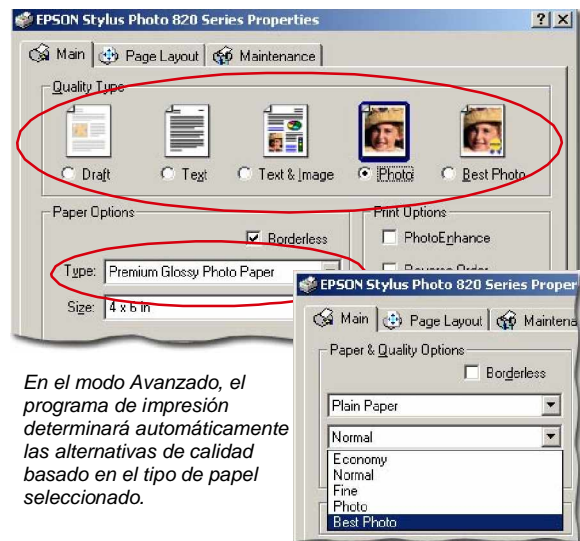 EPSON Stylus Photo 820 Series Properties
Main Page Layout Maintenance
Quality Type
Draft Text Text & Image Photo Best Photo
Paper Options
Borderless
Type: Premium Glossy Photo Paper
Size: 4 x 6 in
Print Options
PhotoEnhance
Reverse Order
En el modo Avanzado, el
programa de impresión
determinará automáticamente
las alternativas de calidad
basado en el tipo de papel
seleccionado.
EPSON Stylus Photo 820 Series Proper
Main Page Layout Maintena
Paper & Quality Options
Borderless
Plain Paper
Normal
Economy
Normal
Fine
Photo
Best Photo